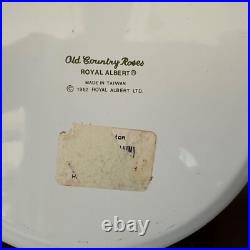 Old Country Roses
ROYAL ALBERT®
MADE IN TAIWAN
© 1962 ROYAL ALBERT LTD.